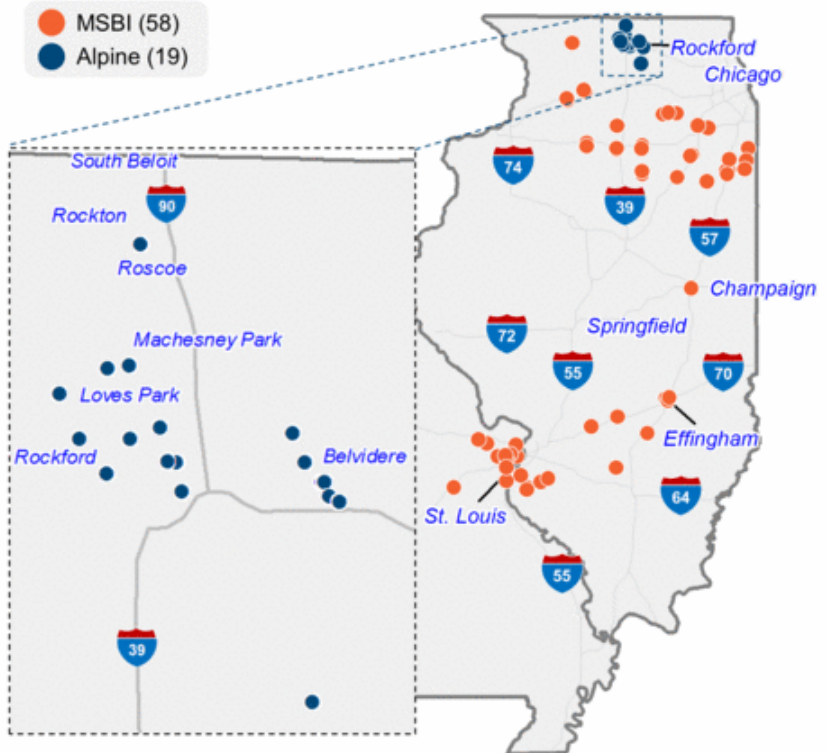 MSBI (58)
Alpine (19)
Rockford
Chicago
74
39
57
Champaign
72
Springfield
55
70
Effingham
64
St. Louis
55
South Beloit
90
Rockton
Roscoe
Machesney Park
Loves Park
Rockford
Belvidere
39